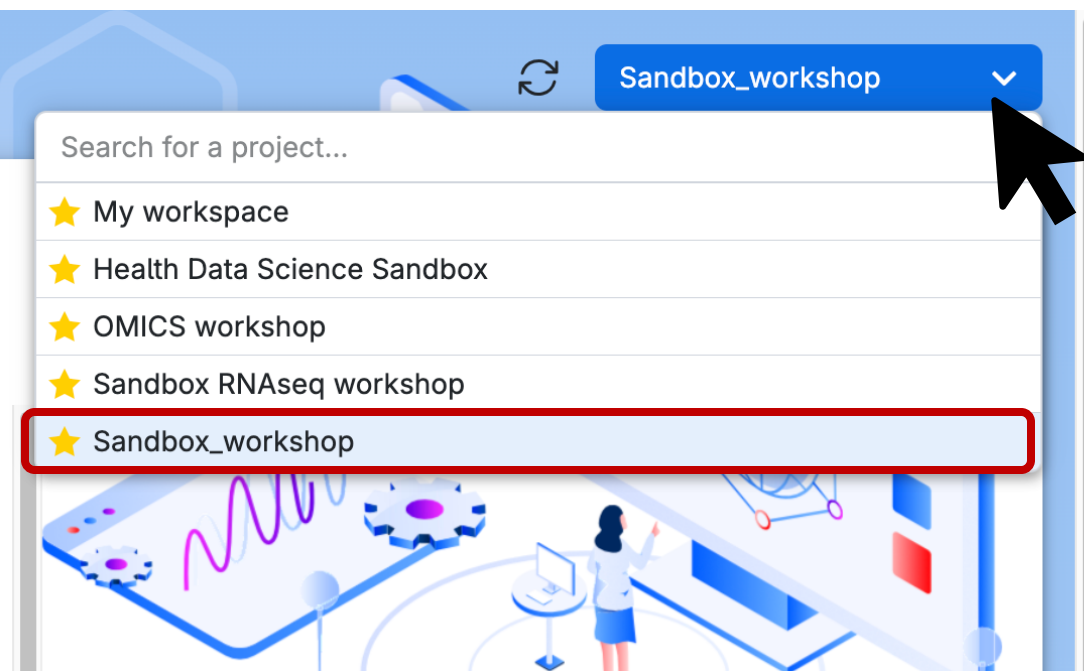 Sandbox_workshop
Search for a project...
My workspace
Health Data Science Sandbox
OMICS workshop
Sandbox RNAseq workshop
Sandbox_workshop